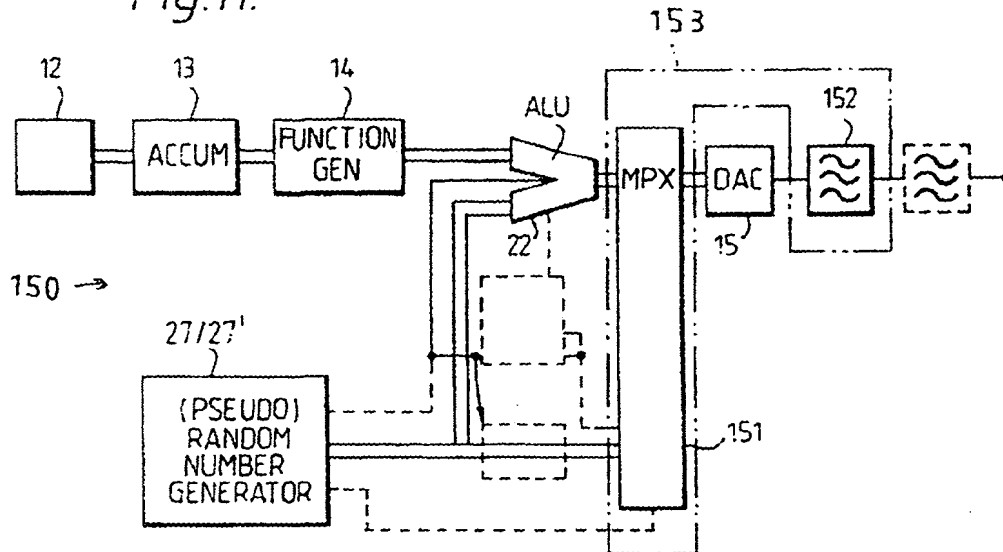 Fig.11.
153
12
13
14
ALU
152
ACCUM
FUNCTION
GEN
MPX
DAC
22
15
150
27/27'
(PSEUDO)
RANDOM
NUMBER
GENERATOR
151